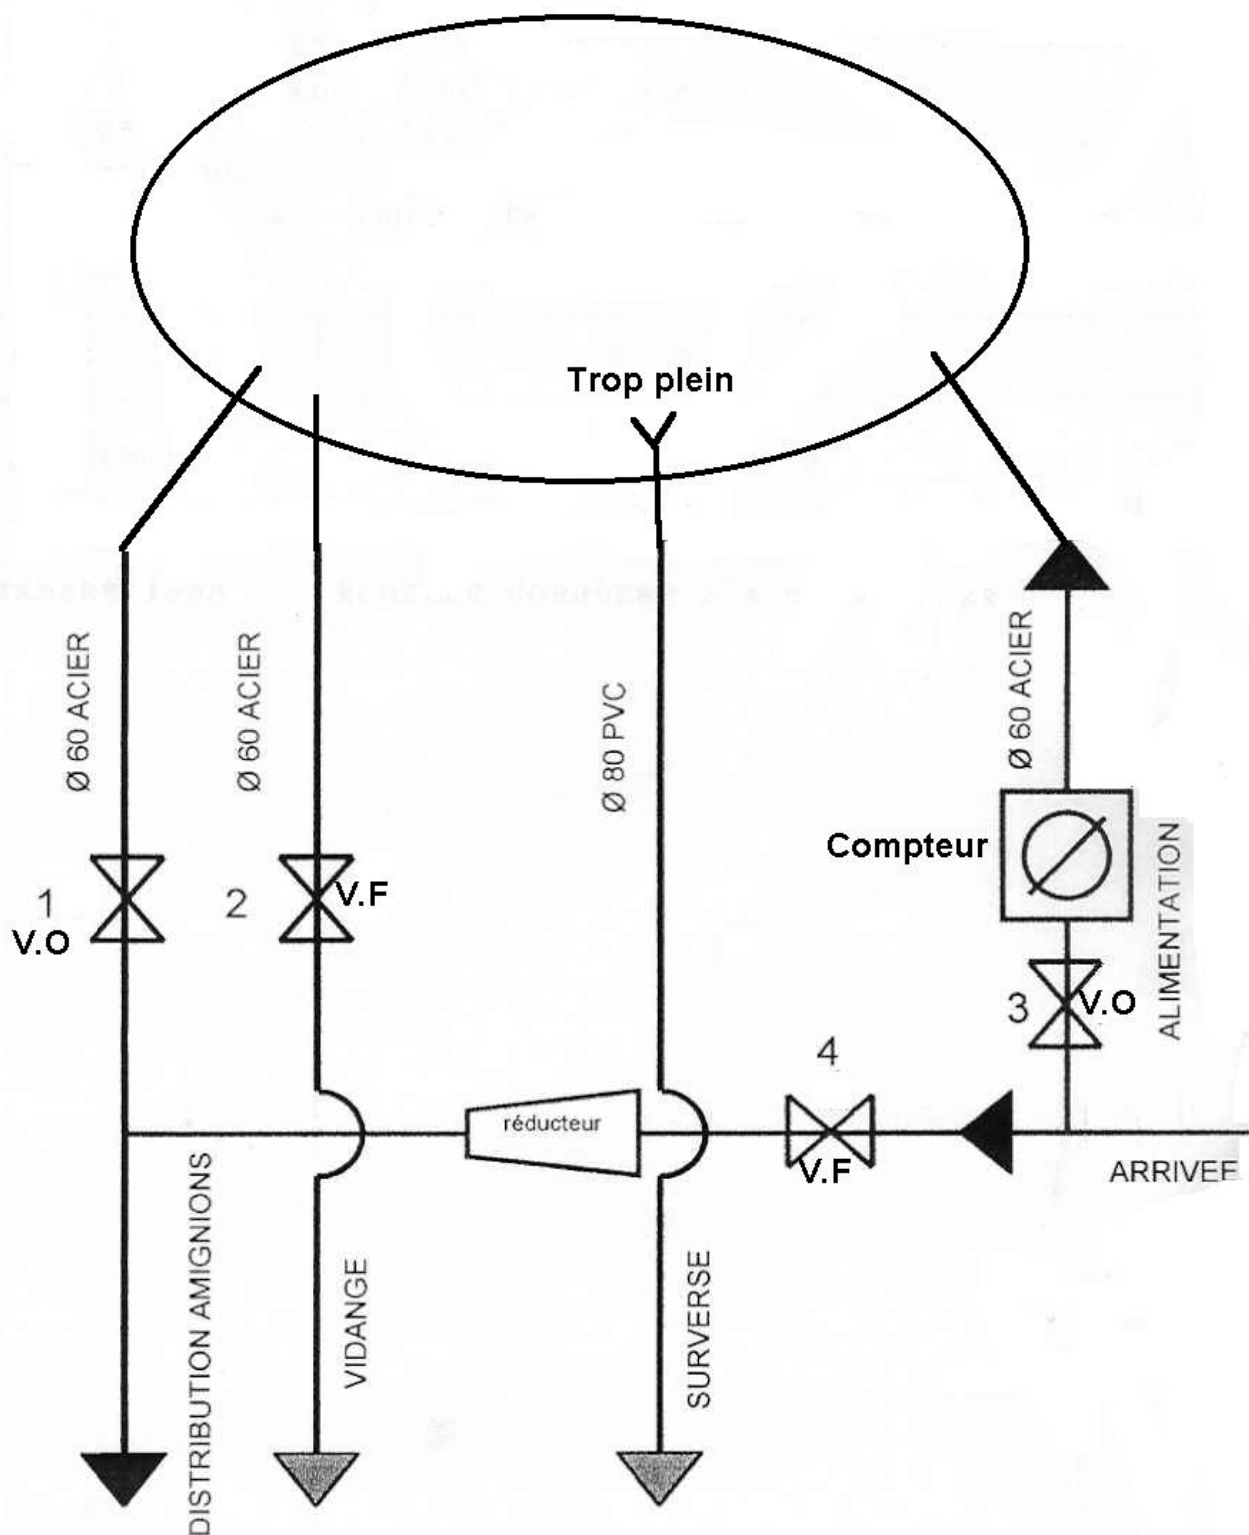 Trop plein
Ø 60 ACIER
Ø 60 ACIER
Ø 80 PVC
Ø 60 ACIER
Compteur
ALIMENTATION
1
V.O
2
V.F
3
V.O
4
V.F
réducteur
ARRIVEE
DISTRIBUTION AMIGNIONS
VIDANGE
SURVERSE